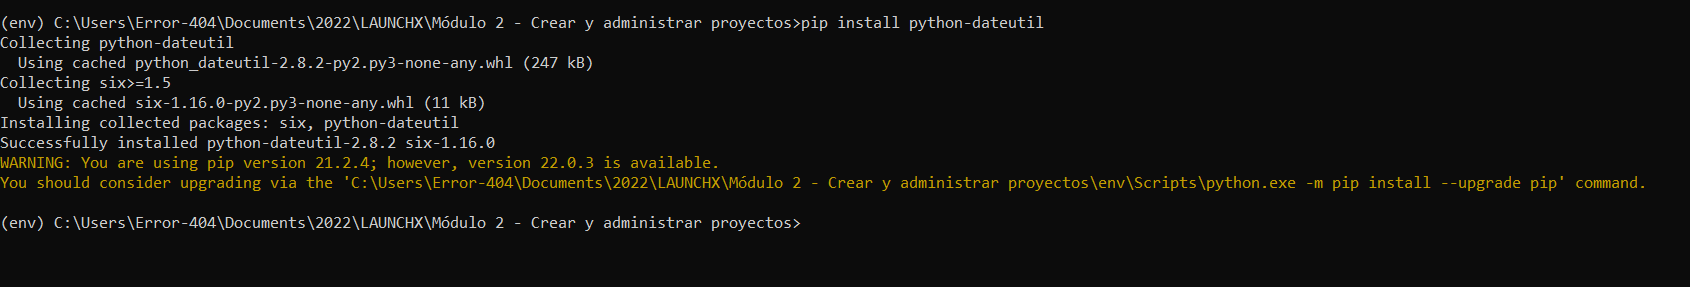 (env) C:\Users\Error-404\Documents\2022\LAUNCHX\Módulo 2 - Crear y administrar proyectos>pip install python-dateutil
Collecting python-dateutil
  Using cached python_dateutil-2.8.2-py2.py3-none-any.whl (247 kB)
Collecting six>=1.5
  Using cached six-1.16.0-py2.py3-none-any.whl (11 kB)
Installing collected packages: six, python-dateutil
Successfully installed python-dateutil-2.8.2 six-1.16.0
WARNING: You are using pip version 21.2.4; however, version 22.0.3 is available.
You should consider upgrading via the 'C:\Users\Error-404\Documents\2022\LAUNCHX\Módulo 2 - Crear y administrar proyectos\env\Scripts\python.exe -m pip install --upgrade pip' command.
(env) C:\Users\Error-404\Documents\2022\LAUNCHX\Módulo 2 - Crear y administrar proyectos>